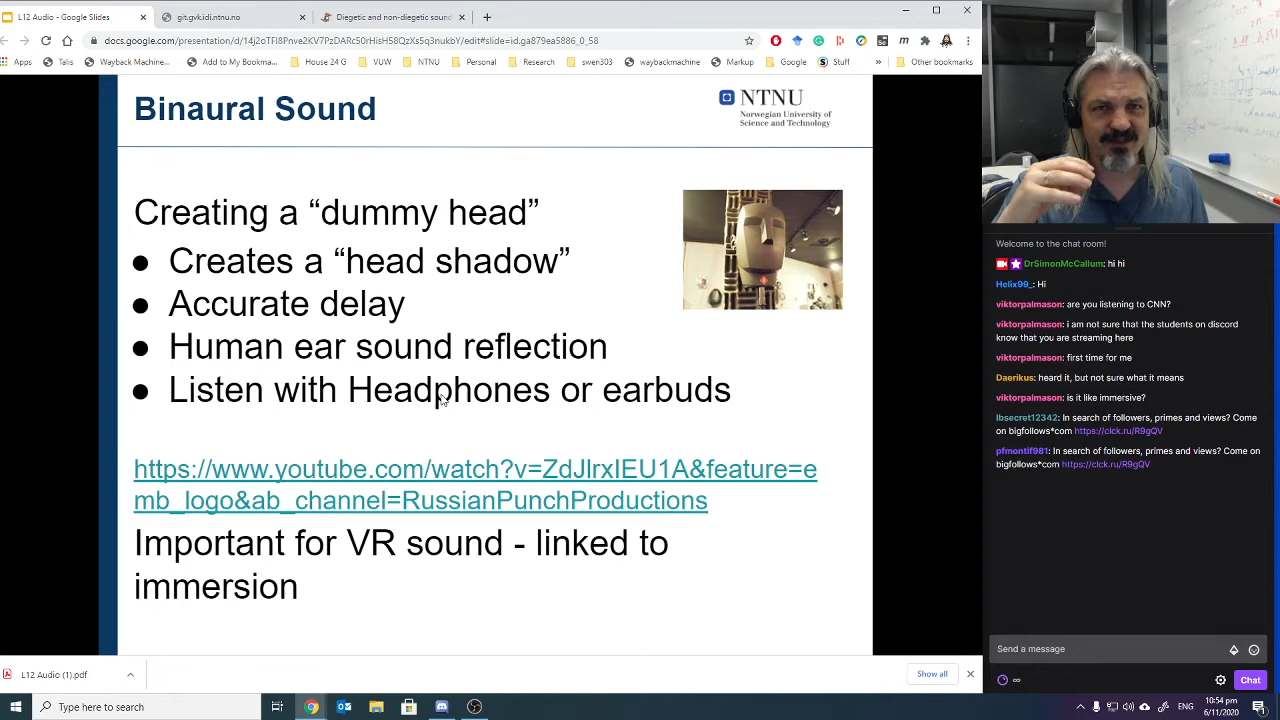 L12 Audio - Google Slides
git.gvk.idi.ntnu.no
Diegetic and non-diegetic sound
docs.google.com/presentation/d/
#slide=id.ga879ea5886_0_58
Apps
Talis
Wayback Machine...
Add to My Bookma...
House 24 G
VUW
NTNU
Personal
Research
swen303
waybackmachine
Markup
Google
Stuff
Other bookmarks
Binaural Sound
NTNU
Norwegian University of
Science and Technology
Creating a “dummy head”
● Creates a “head shadow”
● Accurate delay
● Human ear sound reflection
● Listen with Headphones or earbuds
https://www.youtube.com/watch?v=ZdJIrxIEU1A&feature=e
mb_logo&ab_channel=RussianPunchProductions
Important for VR sound - linked to
immersion
Welcome to the chat room!
DrSimonMcCallum: hi hi
Helix99_: Hi
viktorpalmason: are you listening to CNN?
viktorpalmason: i am not sure that the students on discord
know that you are streaming here
viktorpalmason: first time for me
Daerikus: heard it, but not sure what it means
viktorpalmason: is it like immersive?
lbsecret12342: In search of followers, primes and views? Come
on bigfollows*com https://clck.ru/R9gQV
pfmontif981: In search of followers, primes and views? Come on
bigfollows*com https://clck.ru/R9gQV
Send a message
Chat
L12 Audio (1).pdf
Show all
Type here to search
10:54 pm
6/11/2020